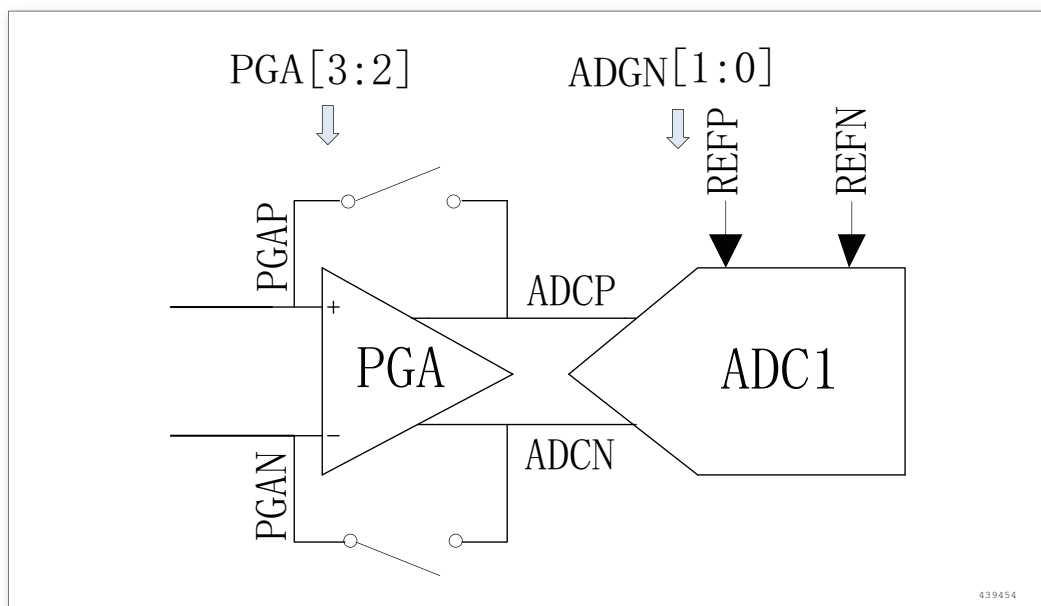 PGA[3:2]
ADGN[1:0]
REFP
REFN
PGAP
ADCP
+
PGA
ADC1
−
ADCN
PGAN
439454